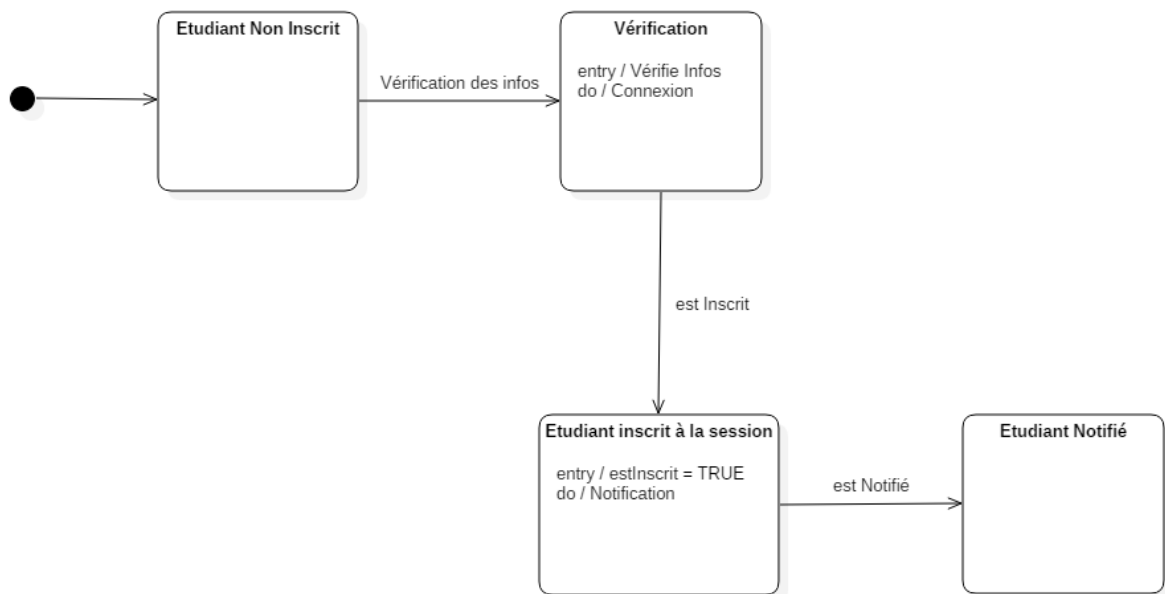 Etudiant Non Inscrit
Vérification des infos
Vérification
entry / Vérifie Infos
do / Connexion
est Inscrit
Etudiant inscrit à la session
entry / estInscrit = TRUE
do / Notification
est Notifié
Etudiant Notifié